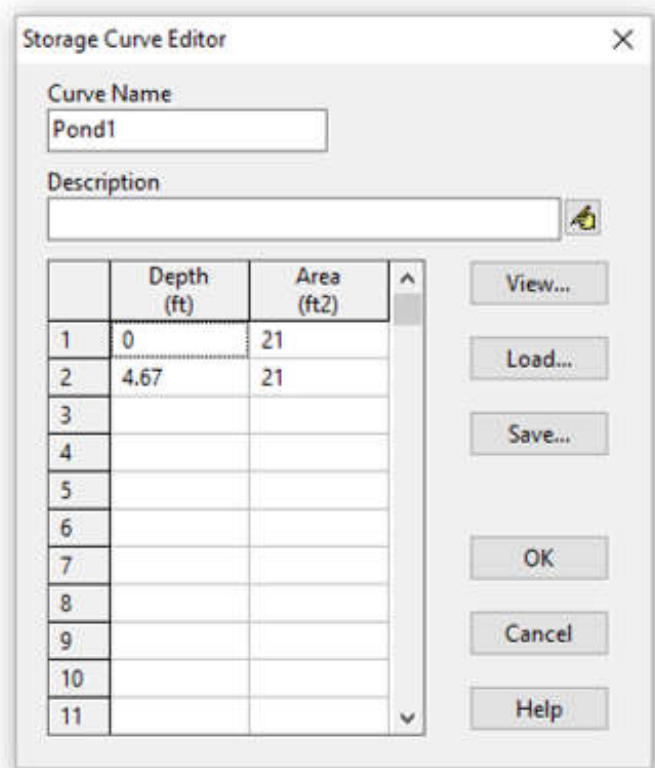 Storage Curve Editor
Curve Name
Pond1
Description
Depth (ft) Area (ft2)
1 0 21
2 4.67 21
3
4
5
6
7
8
9
10
11
View...
Load...
Save...
OK
Cancel
Help